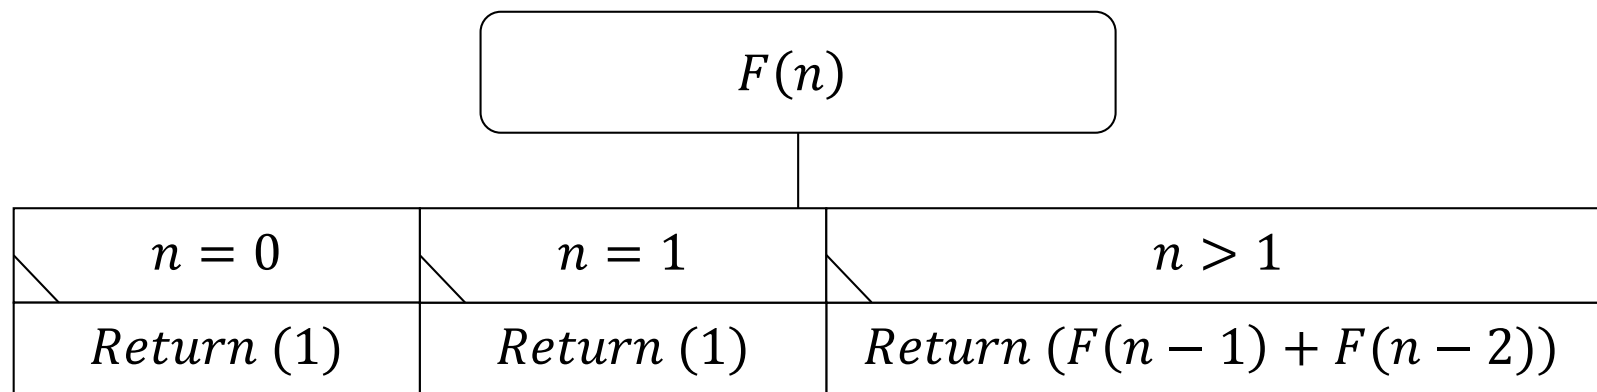 F(n)
n = 0 n = 1 n > 1
Return (1) Return (1) Return (F(n − 1) + F(n − 2))